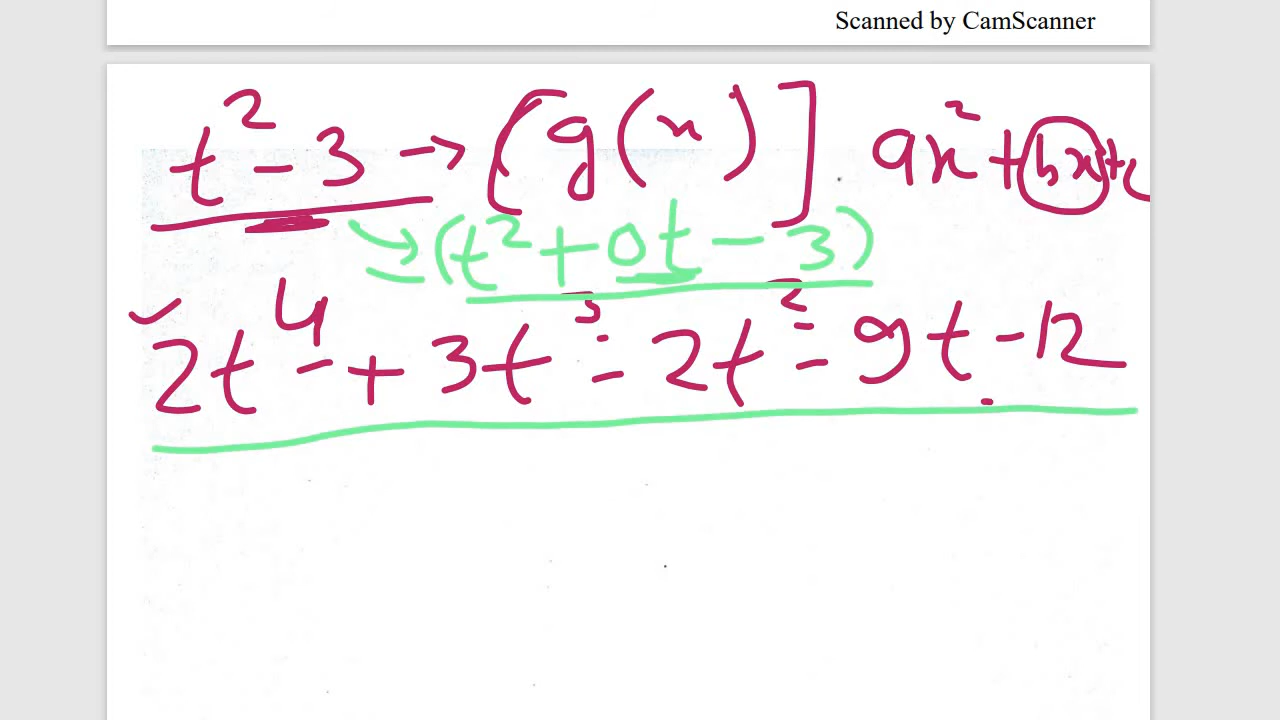 Scanned by CamScanner
t² - 3 → [g(x)] ax² + bx + c
→ (t² + 0t - 3)
2t⁴ + 3t³ - 2t² - 9t - 12